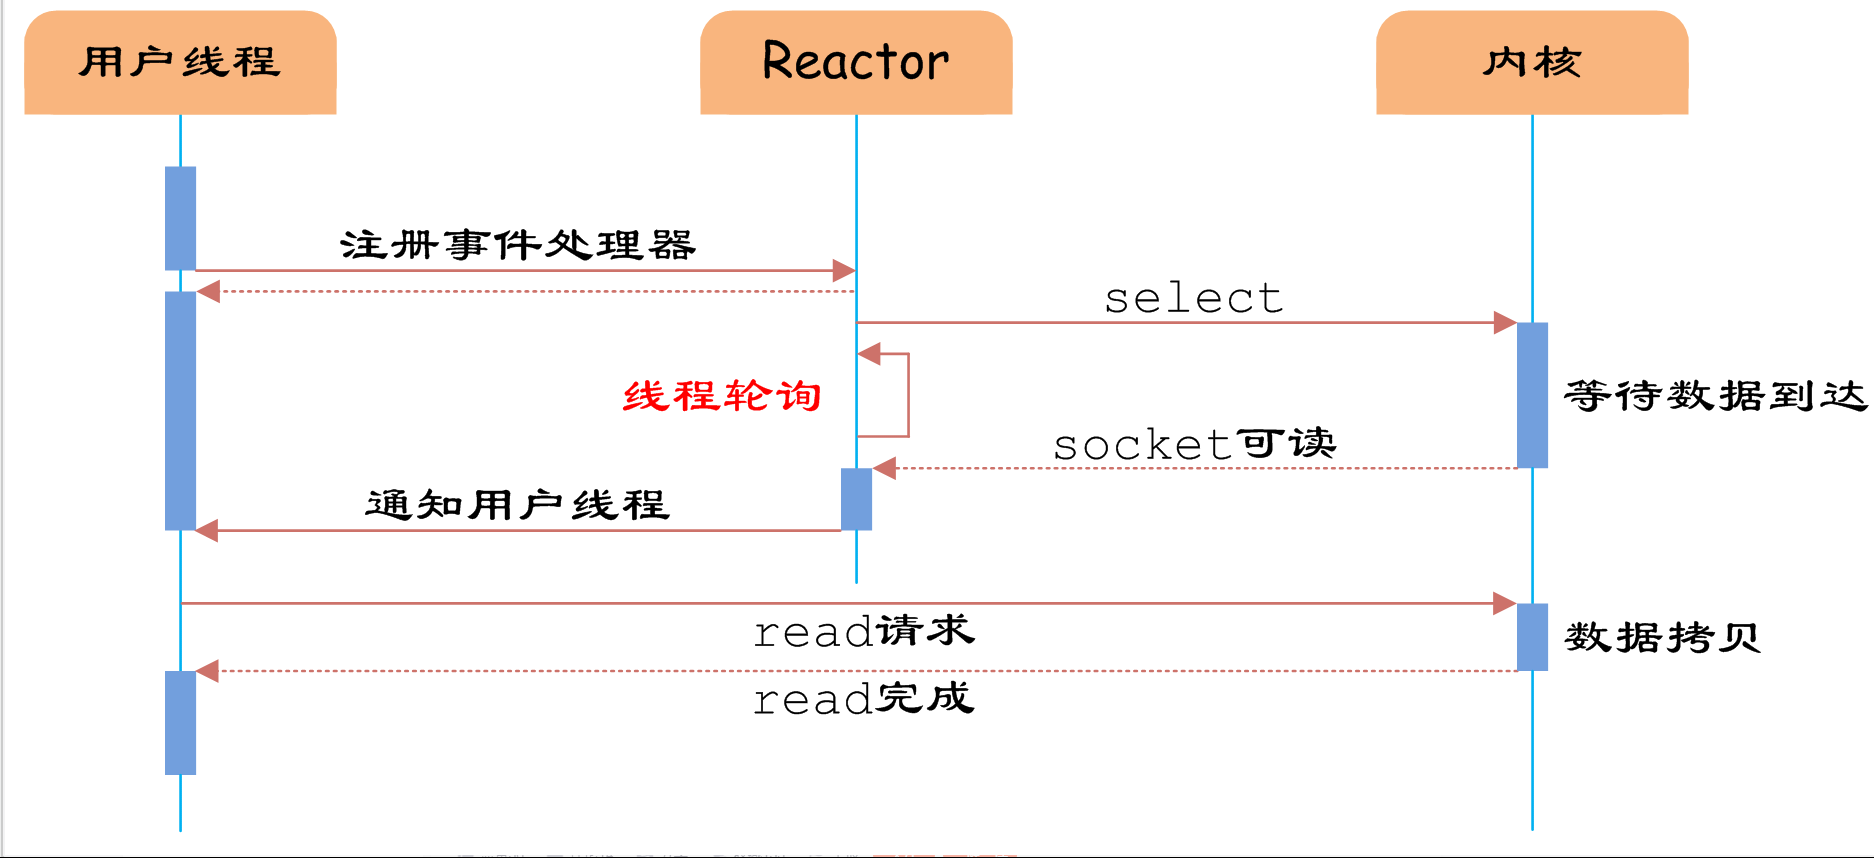 用户线程
Reactor
内核
注册事件处理器
select
线程轮询
等待数据到达
socket可读
通知用户线程
read请求
数据拷贝
read完成